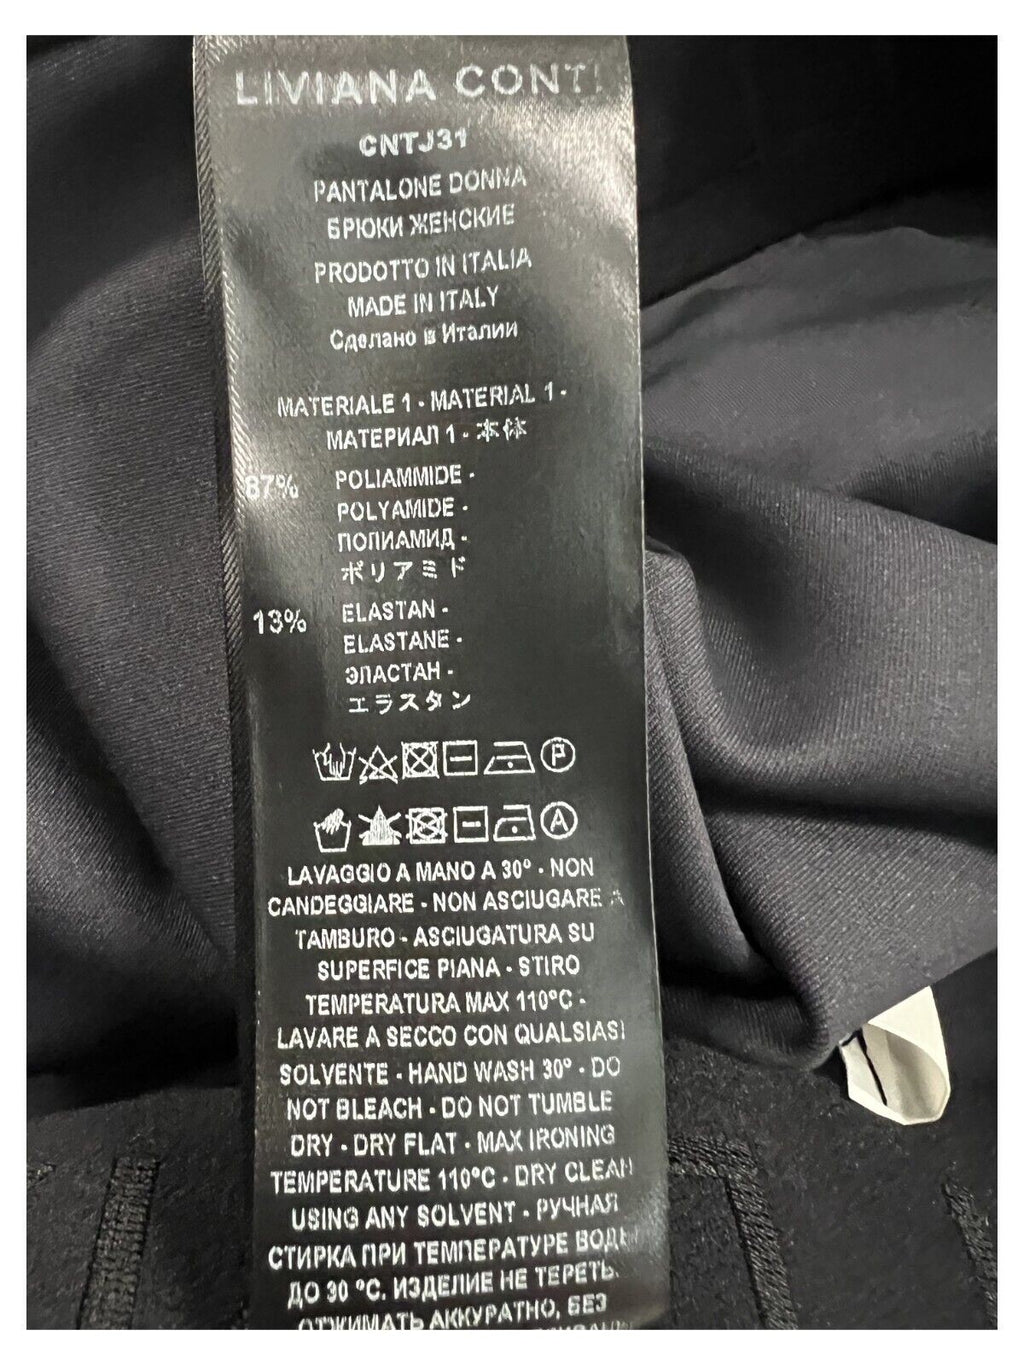 LIVIANA CONTI
CNTJ31
PANTALONE DONNA
БРЮКИ ЖЕНСКИЕ
PRODOTTO IN ITALIA
MADE IN ITALY
Сделано в Италии
MATERIALE 1 - MATERIAL 1 -
МАТЕРИАЛ 1 - 本体
87% POLIAMMIDE -
POLYAMIDE -
ПОЛИАМИД -
ポリアミド
13% ELASTAN -
ELASTANE -
ЭЛАСТАН -
エラスタン
P
A
LAVAGGIO A MANO A 30° - NON
CANDEGGIARE - NON ASCIUGARE A
TAMBURO - ASCIUGATURA SU
SUPERFICE PIANA - STIRO
TEMPERATURA MAX 110°C -
LAVARE A SECCO CON QUALSIASI
SOLVENTE - HAND WASH 30° - DO
NOT BLEACH - DO NOT TUMBLE
DRY - DRY FLAT - MAX IRONING
TEMPERATURE 110°C - DRY CLEAN
USING ANY SOLVENT - РУЧНАЯ
СТИРКА ПРИ ТЕМПЕРАТУРЕ ВОДЫ
ДО 30 °C. ИЗДЕЛИЕ НЕ ТЕРЕТЬ.
ОТЖИМАТЬ АККУРАТНО, БЕЗ